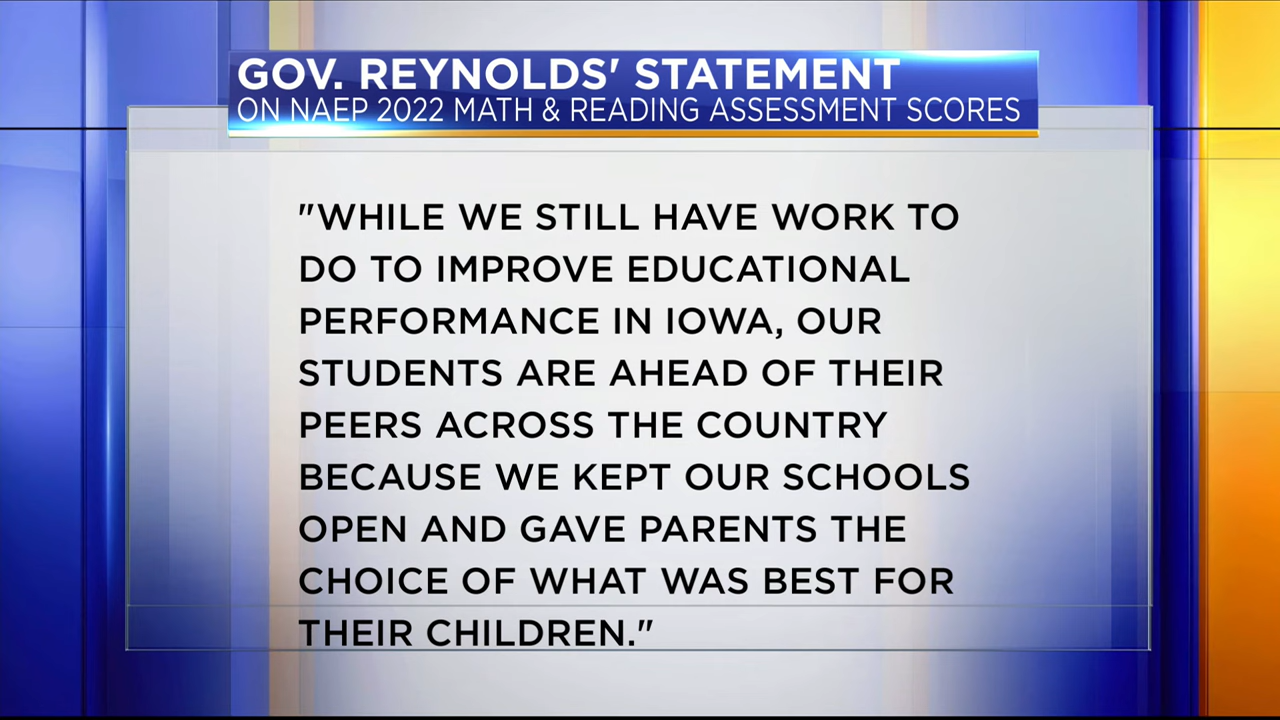 GOV. REYNOLDS' STATEMENT
ON NAEP 2022 MATH & READING ASSESSMENT SCORES
"WHILE WE STILL HAVE WORK TO
DO TO IMPROVE EDUCATIONAL
PERFORMANCE IN IOWA, OUR
STUDENTS ARE AHEAD OF THEIR
PEERS ACROSS THE COUNTRY
BECAUSE WE KEPT OUR SCHOOLS
OPEN AND GAVE PARENTS THE
CHOICE OF WHAT WAS BEST FOR
THEIR CHILDREN."